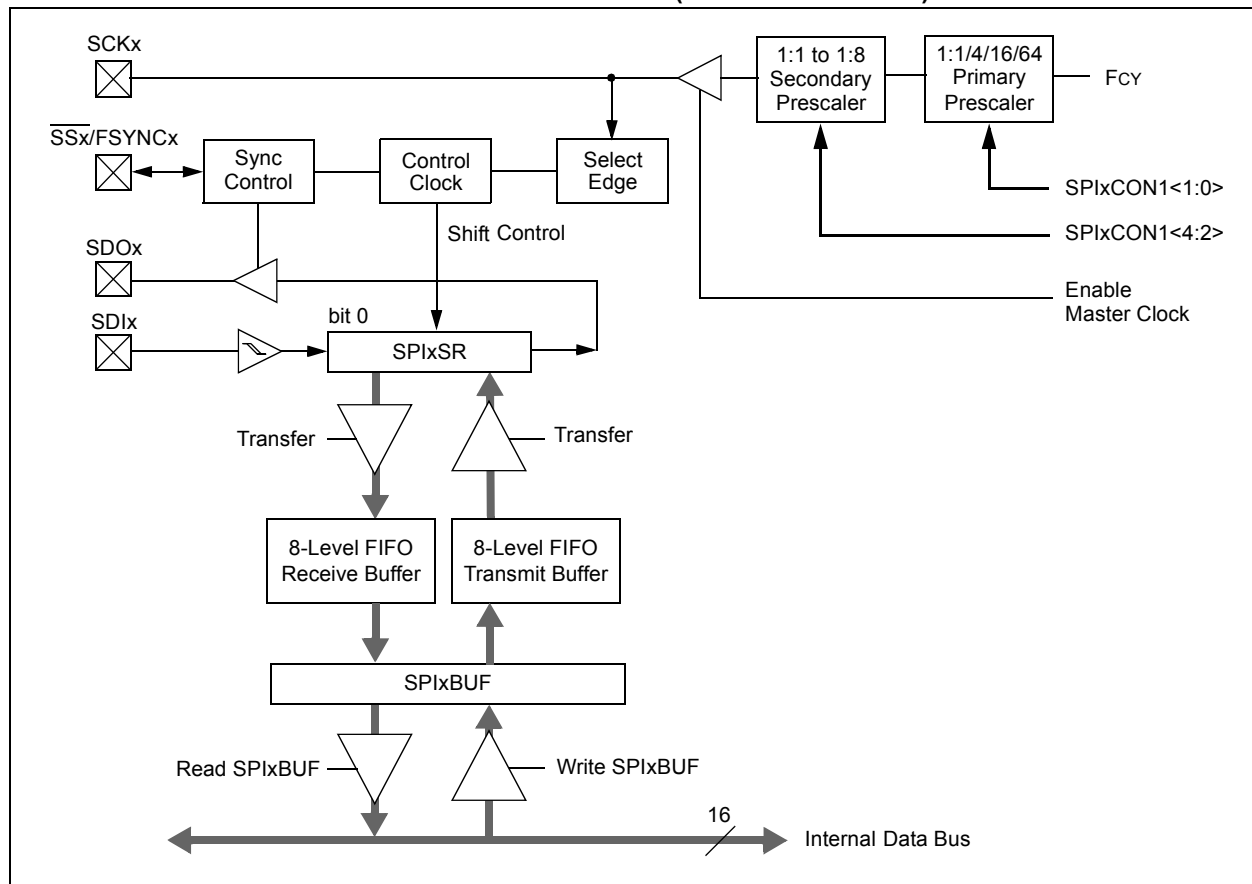 SCKx
1:1 to 1:8
Secondary
Prescaler
1:1/4/16/64
Primary
Prescaler
FCY
SSx/FSYNCx
Sync
Control
Control
Clock
Select
Edge
SPIxCON1<1:0>
Shift Control
SPIxCON1<4:2>
SDOx
Enable
Master Clock
bit 0
SDIx
SPIxSR
Transfer
Transfer
8-Level FIFO
Receive Buffer
8-Level FIFO
Transmit Buffer
SPIxBUF
Read SPIxBUF
Write SPIxBUF
16
Internal Data Bus